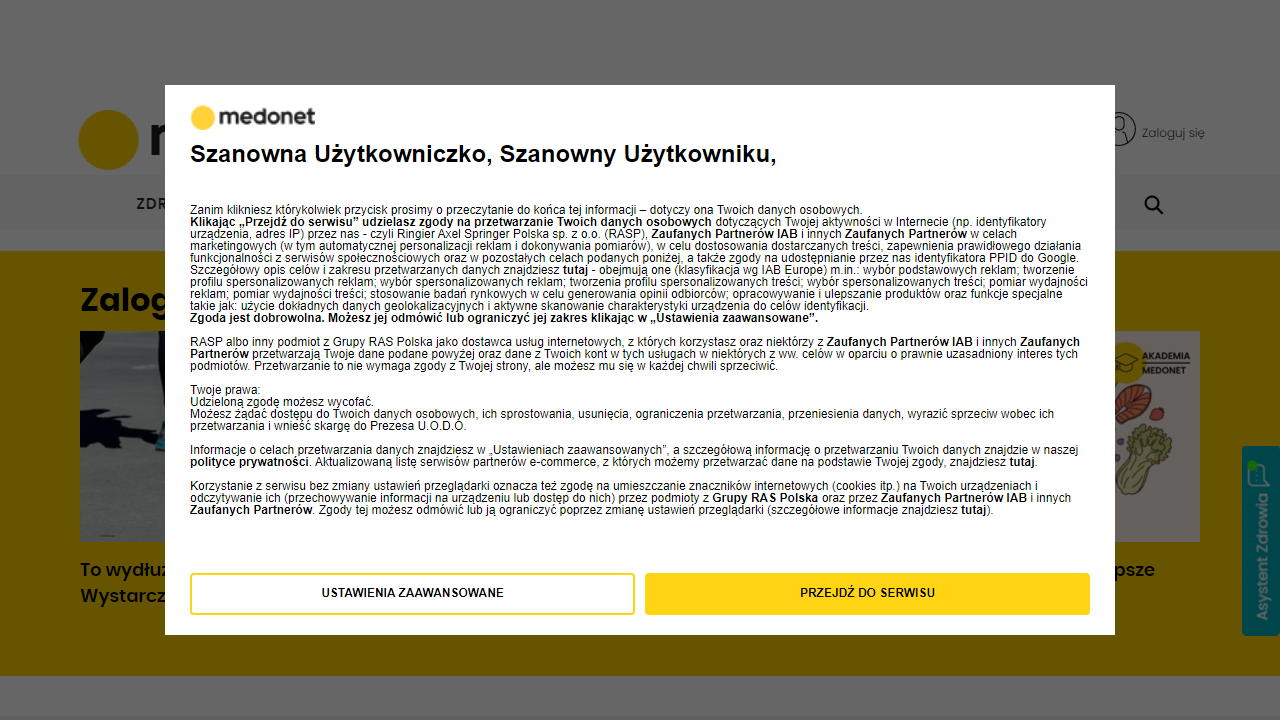 medonet
Szanowna Użytkowniczko, Szanowny Użytkowniku,
Zaloguj się
ZDR
Zanim klikniesz którykolwiek przycisk prosimy o przeczytanie do końca tej informacji – dotyczy ona Twoich danych osobowych.
Klikając „Przejdź do serwisu” udzielasz zgody na przetwarzanie Twoich danych osobowych dotyczących Twojej aktywności w Internecie (np. identyfikatory
urządzenia, adres IP) przez nas - czyli Ringier Axel Springer Polska sp. z o.o. (RASP), Zaufanych Partnerów IAB i innych Zaufanych Partnerów w celach
marketingowych (w tym automatycznej personalizacji reklam i dokonywania pomiarów), w celu dostosowania dostarczanych treści, zapewnienia prawidłowego działania
funkcjonalności z serwisów społecznościowych oraz w pozostałych celach podanych poniżej, a także zgody na udostępnianie przez nas identyfikatora PPID do Google.
Szczegółowy opis celów i zakresu przetwarzanych danych znajdziesz tutaj - obejmują one (klasyfikacja wg IAB Europe) m.in.: wybór podstawowych reklam; tworzenie
profilu spersonalizowanych reklam; wybór spersonalizowanych reklam; tworzenia profilu spersonalizowanych treści; wybór spersonalizowanych treści; pomiar wydajności
reklam; pomiar wydajności treści; stosowanie badań rynkowych w celu generowania opinii odbiorców; opracowywanie i ulepszanie produktów oraz funkcje specjalne
takie jak: użycie dokładnych danych geolokalizacyjnych i aktywne skanowanie charakterystyki urządzenia do celów identyfikacji.
Zgoda jest dobrowolna. Możesz jej odmówić lub ograniczyć jej zakres klikając w „Ustawienia zaawansowane”.
Zalog
RASP albo inny podmiot z Grupy RAS Polska jako dostawca usług internetowych, z których korzystasz oraz niektórzy z Zaufanych Partnerów IAB i innych Zaufanych
Partnerów przetwarzają Twoje dane podane powyżej oraz dane z Twoich kont w tych usługach w niektórych z ww. celów w oparciu o prawnie uzasadniony interes tych
podmiotów. Przetwarzanie to nie wymaga zgody z Twojej strony, ale możesz mu się w każdej chwili sprzeciwić.
AKADEMIA
MEDONET
Twoje prawa:
Udzieloną zgodę możesz wycofać.
Możesz żądać dostępu do Twoich danych osobowych, ich sprostowania, usunięcia, ograniczenia przetwarzania, przeniesienia danych, wyrazić sprzeciw wobec ich
przetwarzania i wnieść skargę do Prezesa U.O.D.O.
Informacje o celach przetwarzania danych znajdziesz w „Ustawieniach zaawansowanych”, a szczegółową informację o przetwarzaniu Twoich danych znajdzie w naszej
polityce prywatności. Aktualizowaną listę serwisów partnerów e-commerce, z których możemy przetwarzać dane na podstawie Twojej zgody, znajdziesz tutaj.
Korzystanie z serwisu bez zmiany ustawień przeglądarki oznacza też zgodę na umieszczanie znaczników internetowych (cookies itp.) na Twoich urządzeniach i
odczytywanie ich (przechowywanie informacji na urządzeniu lub dostęp do nich) przez podmioty z Grupy RAS Polska oraz przez Zaufanych Partnerów IAB i innych
Zaufanych Partnerów. Zgody tej możesz odmówić lub ją ograniczyć poprzez zmianę ustawień przeglądarki (szczegółowe informacje znajdziesz tutaj).
Asystent Zdrowia
To wydłuż
Wystarcz
psze
USTAWIENIA ZAAWANSOWANE
PRZEJDŹ DO SERWISU